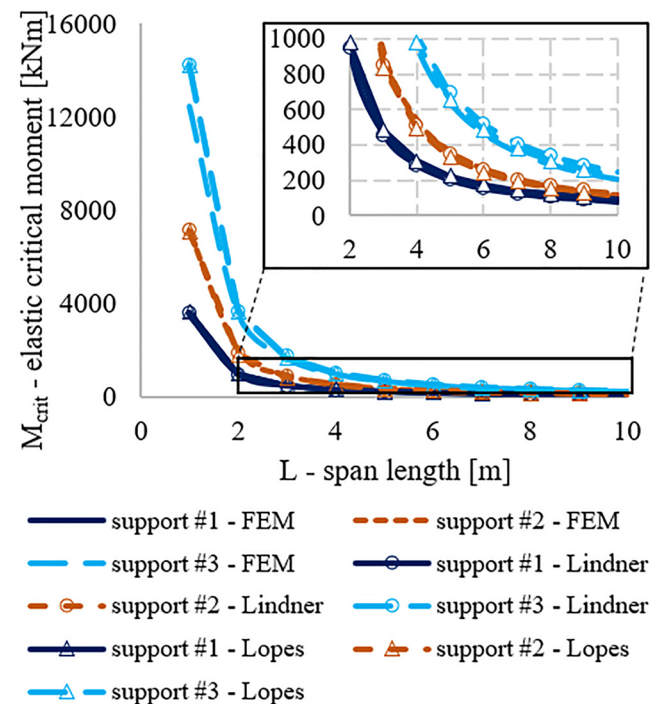 16000
12000
8000
4000
0
M_crit - elastic critical moment [kNm]
1000
800
600
400
200
0
2 4 6 8 10
0 2 4 6 8 10
L - span length [m]
support #1 - FEM support #2 - FEM
support #3 - FEM support #1 - Lindner
support #2 - Lindner support #3 - Lindner
support #1 - Lopes support #2 - Lopes
support #3 - Lopes